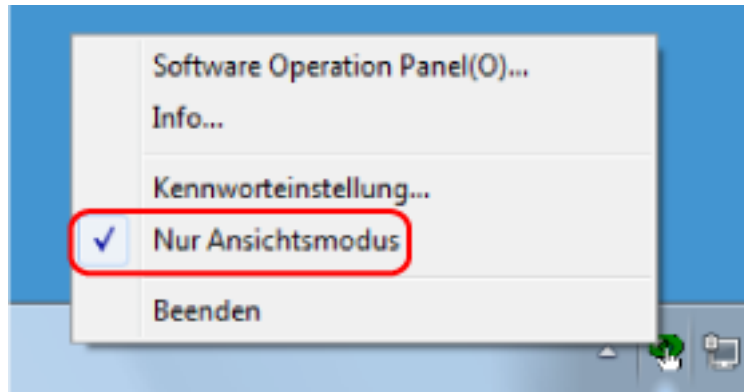 Software Operation Panel(O)...
Info...
Kennworteinstellung...
Nur Ansichtsmodus
Beenden